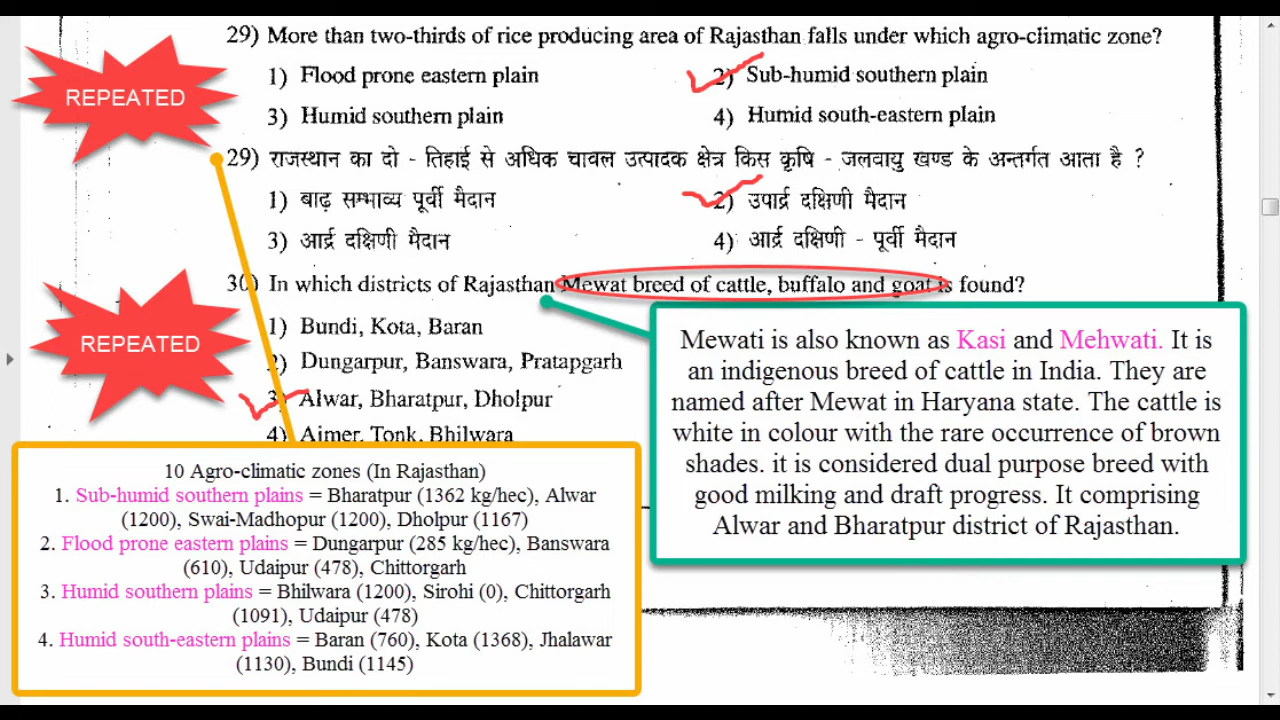 29) More than two-thirds of rice producing area of Rajasthan falls under which agro-climatic zone?
1) Flood prone eastern plain
2) Sub-humid southern plain
3) Humid southern plain
4) Humid south-eastern plain
REPEATED
29) राजस्थान का दो - तिहाई से अधिक चावल उत्पादक क्षेत्र किस कृषि - जलवायु खण्ड के अन्तर्गत आता है ?
1) बाढ़ सम्भाव्य पूर्वी मैदान
2) उपार्द्र दक्षिणी मैदान
3) आर्द्र दक्षिणी मैदान
4) आर्द्र दक्षिणी - पूर्वी मैदान
30) In which districts of Rajasthan Mewat breed of cattle, buffalo and goat is found?
1) Bundi, Kota, Baran
2) Dungarpur, Banswara, Pratapgarh
3) Alwar, Bharatpur, Dholpur
4) Ajmer, Tonk, Bhilwara
REPEATED
Mewati is also known as Kasi and Mehwati. It is
an indigenous breed of cattle in India. They are
named after Mewat in Haryana state. The cattle is
white in colour with the rare occurrence of brown
shades. it is considered dual purpose breed with
good milking and draft progress. It comprising
Alwar and Bharatpur district of Rajasthan.
10 Agro-climatic zones (In Rajasthan)
1. Sub-humid southern plains = Bharatpur (1362 kg/hec), Alwar
(1200), Swai-Madhopur (1200), Dholpur (1167)
2. Flood prone eastern plains = Dungarpur (285 kg/hec), Banswara
(610), Udaipur (478), Chittorgarh
3. Humid southern plains = Bhilwara (1200), Sirohi (0), Chittorgarh
(1091), Udaipur (478)
4. Humid south-eastern plains = Baran (760), Kota (1368), Jhalawar
(1130), Bundi (1145)